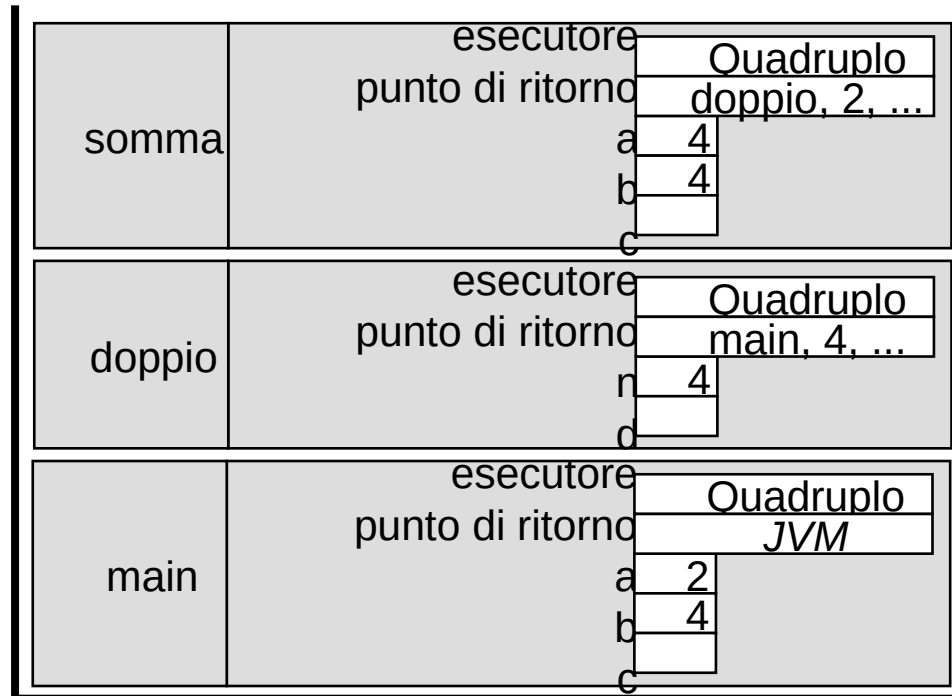 esecutore Quadruplo
punto di ritorno doppio, 2, ...
somma a 4
b 4
c
esecutore Quadruplo
punto di ritorno main, 4, ...
doppio n 4
d
esecutore Quadruplo
punto di ritorno JVM
main a 2
b 4
c